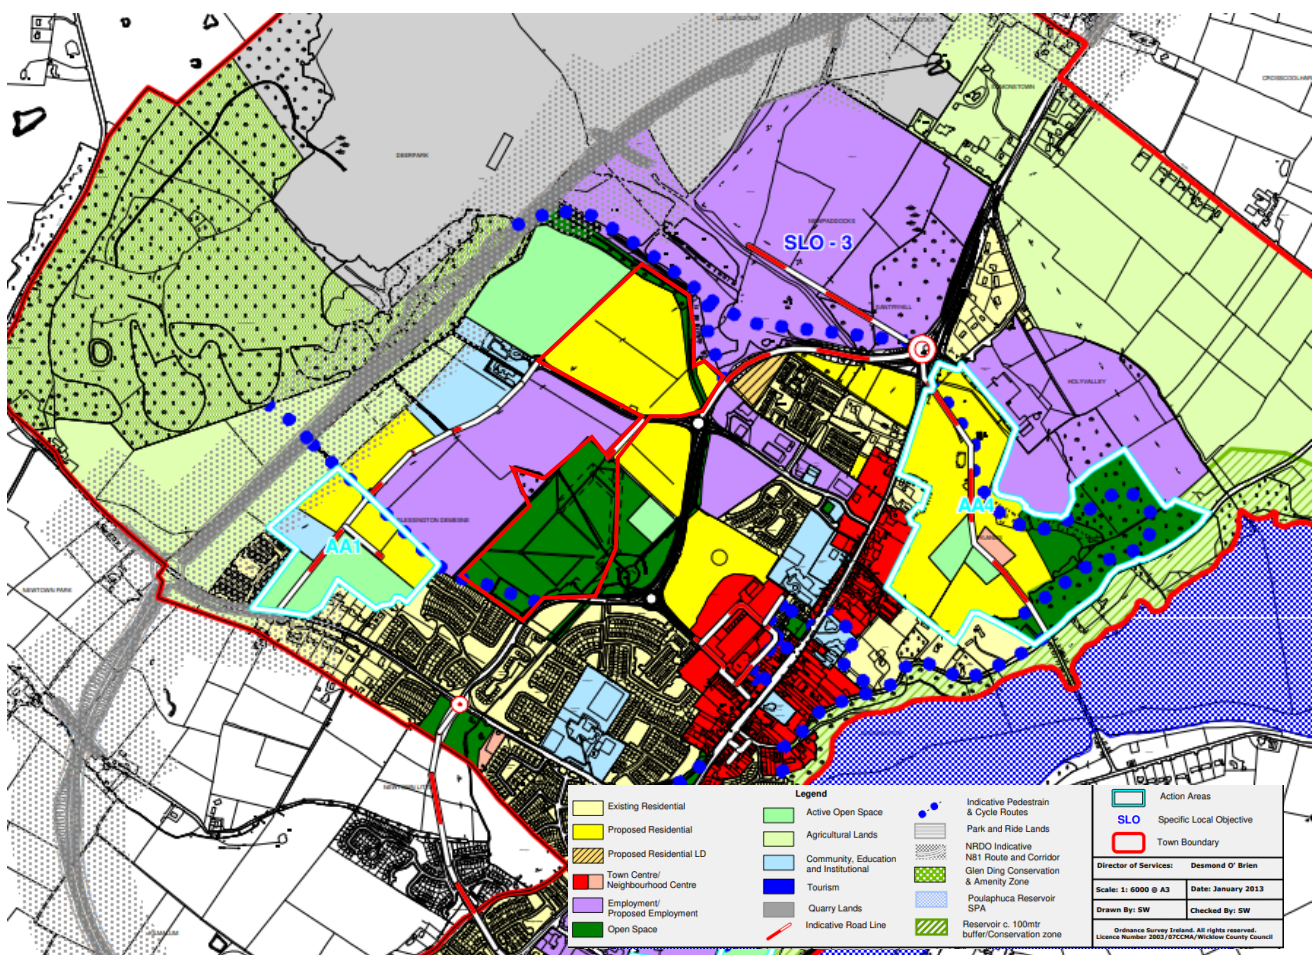 DEERPARK
CROSSCOOLHAR
NEWPADDOCKS
SLO - 3
SANTRYHILL
HOLYVALLEY
BLESSINGTON DEMESNE
AA1
AA4
NEWTOWN PARK
Legend
Existing Residential
Proposed Residential
Proposed Residential LD
Town Centre/
Neighbourhood Centre
Employment/
Proposed Employment
Open Space
Active Open Space
Agricultural Lands
Community, Education
and Institutional
Tourism
Quarry Lands
Indicative Road Line
Indicative Pedestrain
& Cycle Routes
Park and Ride Lands
NRDO Indicative
N81 Route and Corridor
Glen Ding Conservation
& Amenity Zone
Poulaphuca Reservoir
SPA
Reservoir c. 100mtr
buffer/Conservation zone
Action Areas
SLO Specific Local Objective
Town Boundary
Director of Services: Desmond O' Brien
Scale: 1: 6000 @ A3 Date: January 2013
Drawn By: SW Checked By: SW
Ordnance Survey Ireland. All rights reserved.
Licence Number 2003/07CCMA/Wicklow County Council